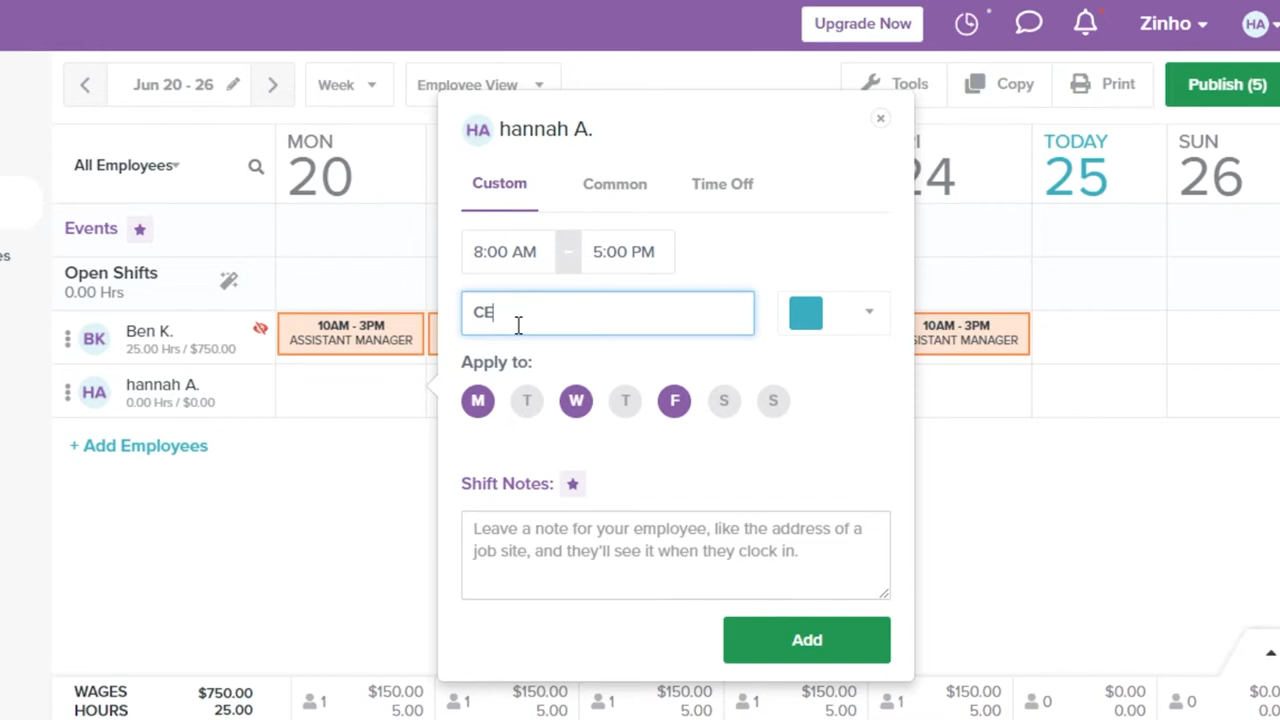 Upgrade Now
Zinho
HA
Jun 20 - 26
Week
Employee View
Tools
Copy
Print
Publish (5)
All Employees
MON
20
24
TODAY
25
SUN
26
Events
Open Shifts
0.00 Hrs
BK
Ben K.
25.00 Hrs / $750.00
10AM - 3PM
ASSISTANT MANAGER
10AM - 3PM
ISTANT MANAGER
HA
hannah A.
0.00 Hrs / $0.00
+ Add Employees
HA
hannah A.
Custom
Common
Time Off
8:00 AM
–
5:00 PM
CE
Apply to:
M
T
W
T
F
S
S
Shift Notes:
Leave a note for your employee, like the address of a
job site, and they'll see it when they clock in.
Add
WAGES
HOURS
$750.00
25.00
1
$150.00
5.00
1
$150.00
5.00
1
$150.00
5.00
1
$150.00
5.00
1
$150.00
5.00
0
$0.00
0.00
0
$0.0
0.0